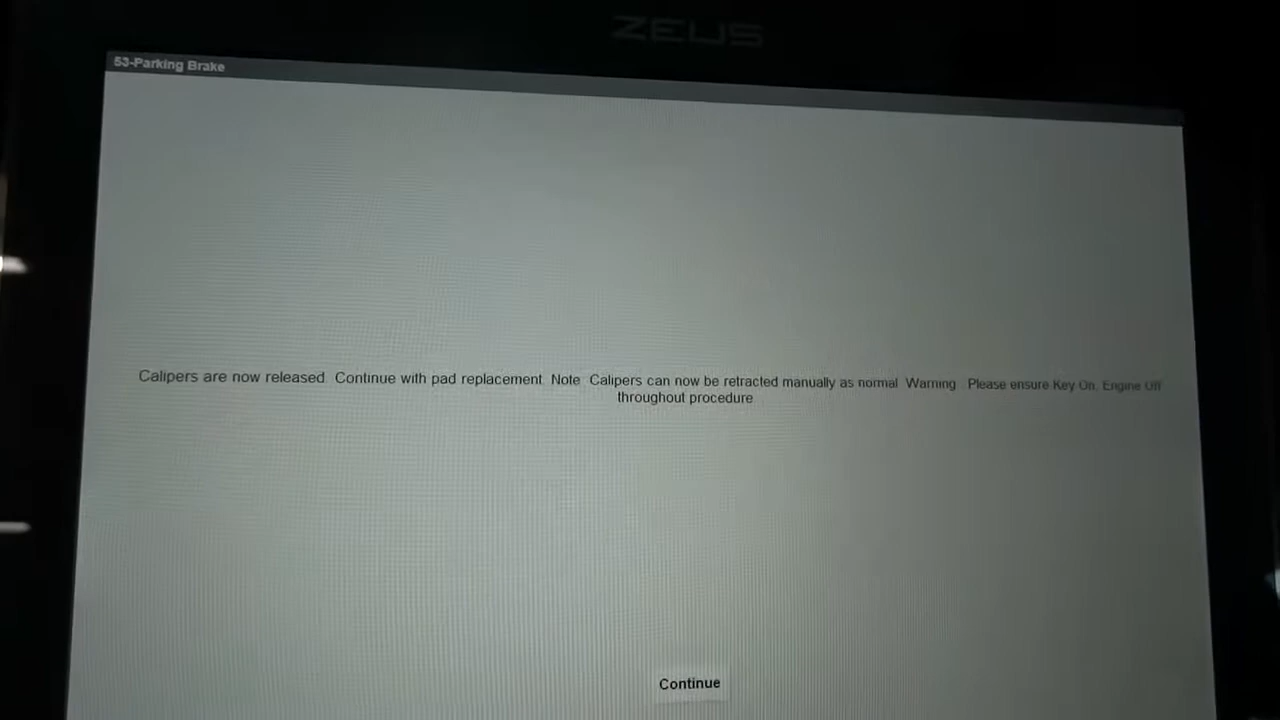 ZEUS
53-Parking Brake
Calipers are now released Continue with pad replacement Note Calipers can now be retracted manually as normal Warning Please ensure Key On, Engine Off
throughout procedure
Continue